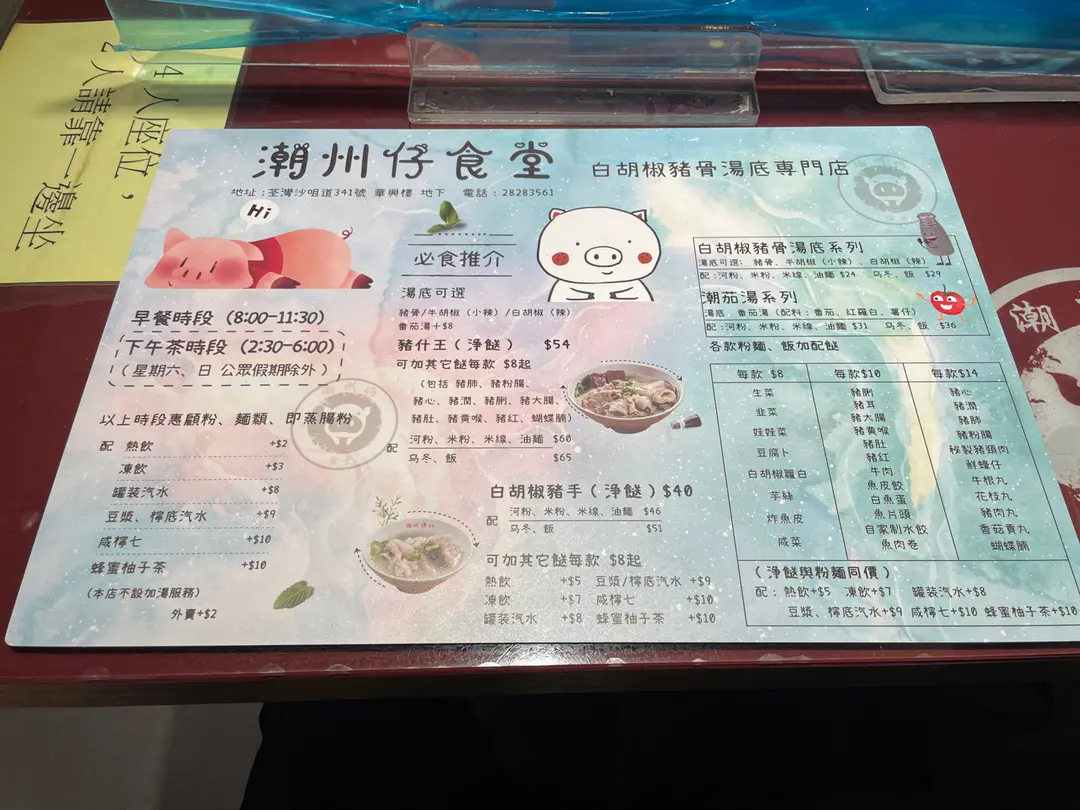 4人座位，
2人請靠一邊坐
潮州仔食堂
白胡椒豬骨湯底專門店
地址：荃灣沙咀道341號 華興樓 地下 電話：28283561
Hi
早餐時段（8:00-11:30）
下午茶時段（2:30-6:00）
（星期六、日 公眾假期除外）
以上時段惠顧粉、麵類、即蒸腸粉
配 熱飲 +$2
凍飲 +$3
罐裝汽水 +$8
豆漿、檸底汽水 +$9
咸檸七 +$10
蜂蜜柚子茶 +$10
（本店不設加湯服務）
外賣+$2
必食推介
湯底可選
豬骨/半胡椒（小辣）/白胡椒（辣）
番茄湯+$8
豬什王（淨餸） $54
可加其它餸每款 $8起
（包括 豬肺、豬粉腸、
豬心、豬潤、豬脷、豬大腸、
豬肚、豬黃喉、豬紅、蝴蝶腩）
配
河粉、米粉、米線、油麵 $60
乌冬、飯 $65
白胡椒豬手（淨餸）$40
配
河粉、米粉、米線、油麵 $46
乌冬、飯 $51
可加其它餸每款 $8起
熱飲 +$5 豆漿/檸底汽水 +$9
凍飲 +$7 咸檸七 +$10
罐装汽水 +$8 蜂蜜柚子茶 +$10
白胡椒豬骨湯底系列
湯底可選：豬骨、半胡椒（小辣）、白胡椒（辣）
配：河粉、米粉、米線、油麵 $24 乌冬、飯 $29
潮茄湯系列
湯底：番茄湯（配料：番茄、紅蘿白、薯仔）
配：河粉、米粉、米線、油麵 $31 乌冬、飯 $36
各款粉麵、飯加配餸
每款 $8
生菜
韭菜
娃娃菜
豆腐卜
白胡椒蘿白
芋絲
炸魚皮
咸菜
每款$10
豬脷
豬耳
豬大腸
豬黃喉
豬肚
豬紅
牛肉
魚皮餃
白魚蛋
魚片頭
自家制水餃
魚肉卷
每款$14
豬心
豬潤
豬肺
豬粉腸
秘製豬頸肉
鮮蠔仔
牛根丸
花枝丸
豬肉丸
香菇貢丸
蝴蝶腩
（淨餸與粉麵同價）
配：熱飲+$5 凍飲+$7 罐装汽水+$8
豆漿、檸底汽水+$9 咸檸七+$10 蜂蜜柚子茶+$10
潮